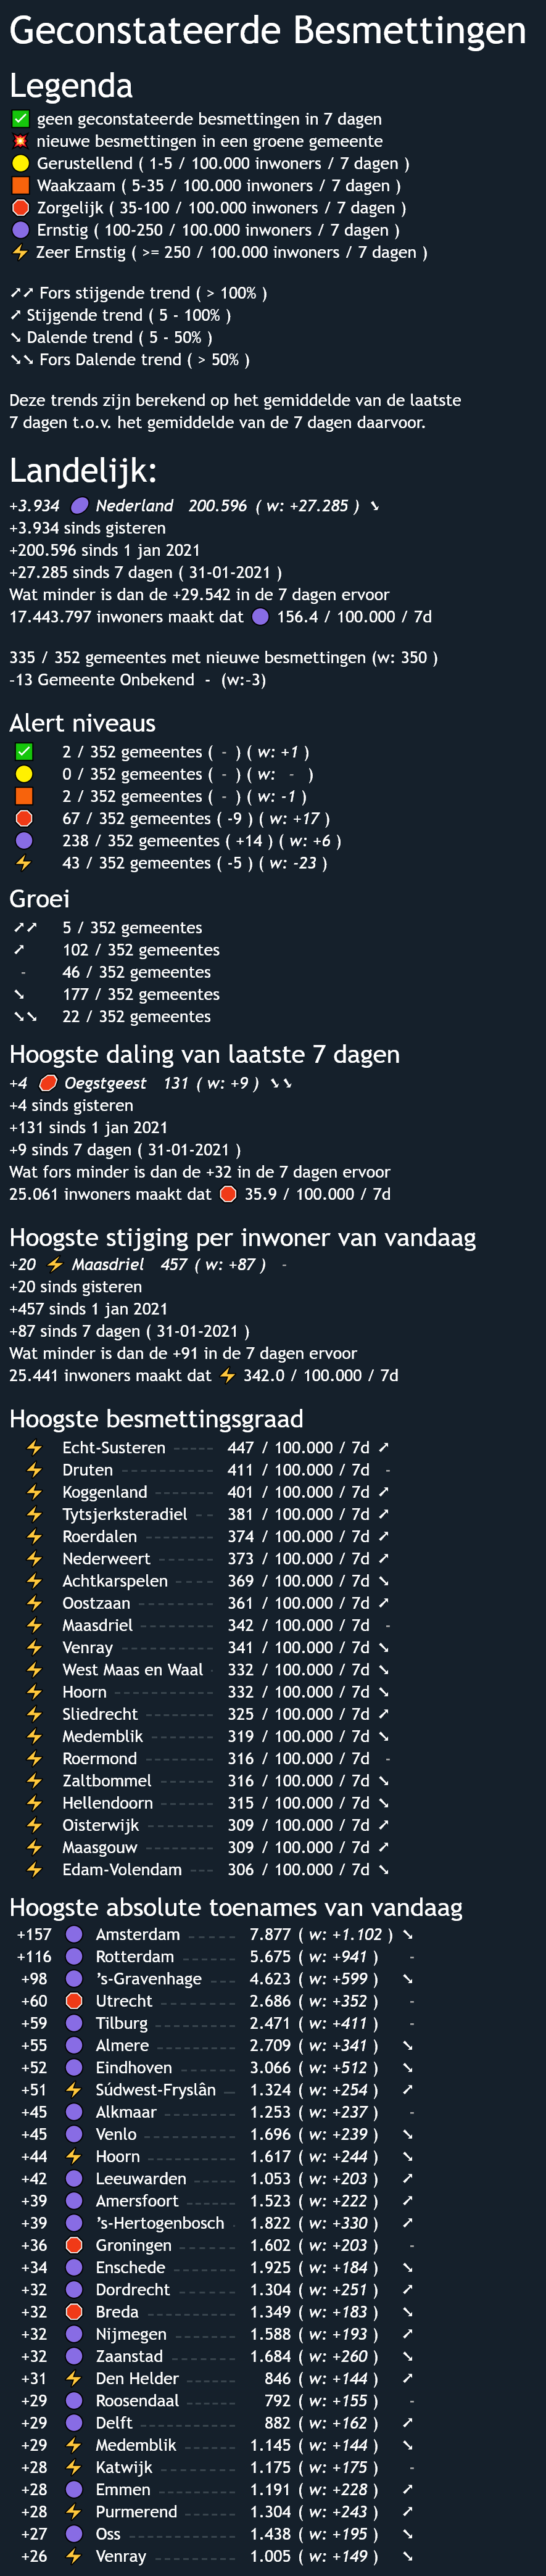 Geconstateerde Besmettingen
Legenda
✅ geen geconstateerde besmettingen in 7 dagen
💥 nieuwe besmettingen in een groene gemeente
🟡 Gerustellend ( 1-5 / 100.000 inwoners / 7 dagen )
🟧 Waakzaam ( 5-35 / 100.000 inwoners / 7 dagen )
🛑 Zorgelijk ( 35-100 / 100.000 inwoners / 7 dagen )
🟣 Ernstig ( 100-250 / 100.000 inwoners / 7 dagen )
⚡ Zeer Ernstig ( >= 250 / 100.000 inwoners / 7 dagen )
➚➚ Fors stijgende trend ( > 100% )
➚ Stijgende trend ( 5 - 100% )
➘ Dalende trend ( 5 - 50% )
➘➘ Fors Dalende trend ( > 50% )
Deze trends zijn berekend op het gemiddelde van de laatste
7 dagen t.o.v. het gemiddelde van de 7 dagen daarvoor.
Landelijk:
+3.934 🟣 Nederland 200.596 ( w: +27.285 ) ➘
+3.934 sinds gisteren
+200.596 sinds 1 jan 2021
+27.285 sinds 7 dagen ( 31-01-2021 )
Wat minder is dan de +29.542 in de 7 dagen ervoor
17.443.797 inwoners maakt dat 🟣 156.4 / 100.000 / 7d
335 / 352 gemeentes met nieuwe besmettingen (w: 350 )
-13 Gemeente Onbekend - (w:-3)
Alert niveaus
✅ 2 / 352 gemeentes ( - ) ( w: +1 )
🟡 0 / 352 gemeentes ( - ) ( w: - )
🟧 2 / 352 gemeentes ( - ) ( w: -1 )
🛑 67 / 352 gemeentes ( -9 ) ( w: +17 )
🟣 238 / 352 gemeentes ( +14 ) ( w: +6 )
⚡ 43 / 352 gemeentes ( -5 ) ( w: -23 )
Groei
➚➚ 5 / 352 gemeentes
➚ 102 / 352 gemeentes
- 46 / 352 gemeentes
➘ 177 / 352 gemeentes
➘➘ 22 / 352 gemeentes
Hoogste daling van laatste 7 dagen
+4 🛑 Oegstgeest 131 ( w: +9 ) ➘➘
+4 sinds gisteren
+131 sinds 1 jan 2021
+9 sinds 7 dagen ( 31-01-2021 )
Wat fors minder is dan de +32 in de 7 dagen ervoor
25.061 inwoners maakt dat 🛑 35.9 / 100.000 / 7d
Hoogste stijging per inwoner van vandaag
+20 ⚡ Maasdriel 457 ( w: +87 ) -
+20 sinds gisteren
+457 sinds 1 jan 2021
+87 sinds 7 dagen ( 31-01-2021 )
Wat minder is dan de +91 in de 7 dagen ervoor
25.441 inwoners maakt dat ⚡ 342.0 / 100.000 / 7d
Hoogste besmettingsgraad
⚡ Echt-Susteren ----- 447 / 100.000 / 7d ➚
⚡ Druten ----------- 411 / 100.000 / 7d -
⚡ Koggenland ------- 401 / 100.000 / 7d ➚
⚡ Tytsjerksteradiel -- 381 / 100.000 / 7d ➚
⚡ Roerdalen -------- 374 / 100.000 / 7d ➚
⚡ Nederweert ------- 373 / 100.000 / 7d ➚
⚡ Achtkarspelen ---- 369 / 100.000 / 7d ➘
⚡ Oostzaan --------- 361 / 100.000 / 7d ➚
⚡ Maasdriel --------- 342 / 100.000 / 7d -
⚡ Venray ----------- 341 / 100.000 / 7d ➘
⚡ West Maas en Waal - 332 / 100.000 / 7d ➘
⚡ Hoorn ------------ 332 / 100.000 / 7d ➘
⚡ Sliedrecht -------- 325 / 100.000 / 7d ➚
⚡ Medemblik -------- 319 / 100.000 / 7d ➘
⚡ Roermond -------- 316 / 100.000 / 7d -
⚡ Zaltbommel ------- 316 / 100.000 / 7d ➘
⚡ Hellendoorn ------ 315 / 100.000 / 7d ➘
⚡ Oisterwijk -------- 309 / 100.000 / 7d ➚
⚡ Maasgouw -------- 309 / 100.000 / 7d ➚
⚡ Edam-Volendam --- 306 / 100.000 / 7d ➘
Hoogste absolute toenames van vandaag
+157 🟣 Amsterdam ----- 7.877 ( w: +1.102 ) ➘
+116 🟣 Rotterdam ------ 5.675 ( w: +941 ) -
+98 🟣 's-Gravenhage --- 4.623 ( w: +599 ) ➘
+60 🛑 Utrecht -------- 2.686 ( w: +352 ) -
+59 🟣 Tilburg --------- 2.471 ( w: +411 ) -
+55 🟣 Almere --------- 2.709 ( w: +341 ) ➘
+52 🟣 Eindhoven ------ 3.066 ( w: +512 ) ➘
+51 ⚡ Súdwest-Fryslân -- 1.324 ( w: +254 ) ➚
+45 🟣 Alkmaar -------- 1.253 ( w: +237 ) -
+45 🟣 Venlo ---------- 1.696 ( w: +239 ) ➘
+44 ⚡ Hoorn ---------- 1.617 ( w: +244 ) ➘
+42 🟣 Leeuwarden ----- 1.053 ( w: +203 ) ➚
+39 🟣 Amersfoort ------ 1.523 ( w: +222 ) ➚
+39 🟣 's-Hertogenbosch - 1.822 ( w: +330 ) ➚
+36 🛑 Groningen ------ 1.602 ( w: +203 ) -
+34 🟣 Enschede ------- 1.925 ( w: +184 ) ➘
+32 🟣 Dordrecht ------ 1.304 ( w: +251 ) ➚
+32 🛑 Breda ---------- 1.349 ( w: +183 ) ➘
+32 🟣 Nijmegen ------- 1.588 ( w: +193 ) ➚
+32 🟣 Zaanstad ------- 1.684 ( w: +260 ) ➘
+31 ⚡ Den Helder ------ 846 ( w: +144 ) ➚
+29 🟣 Roosendaal ------ 792 ( w: +155 ) -
+29 🟣 Delft ----------- 882 ( w: +162 ) ➚
+29 ⚡ Medemblik ------ 1.145 ( w: +144 ) ➘
+28 ⚡ Katwijk --------- 1.175 ( w: +175 ) -
+28 🟣 Emmen --------- 1.191 ( w: +228 ) ➚
+28 ⚡ Purmerend ------ 1.304 ( w: +243 ) ➚
+27 🟣 Oss ------------ 1.438 ( w: +195 ) ➘
+26 ⚡ Venray --------- 1.005 ( w: +149 ) ➘